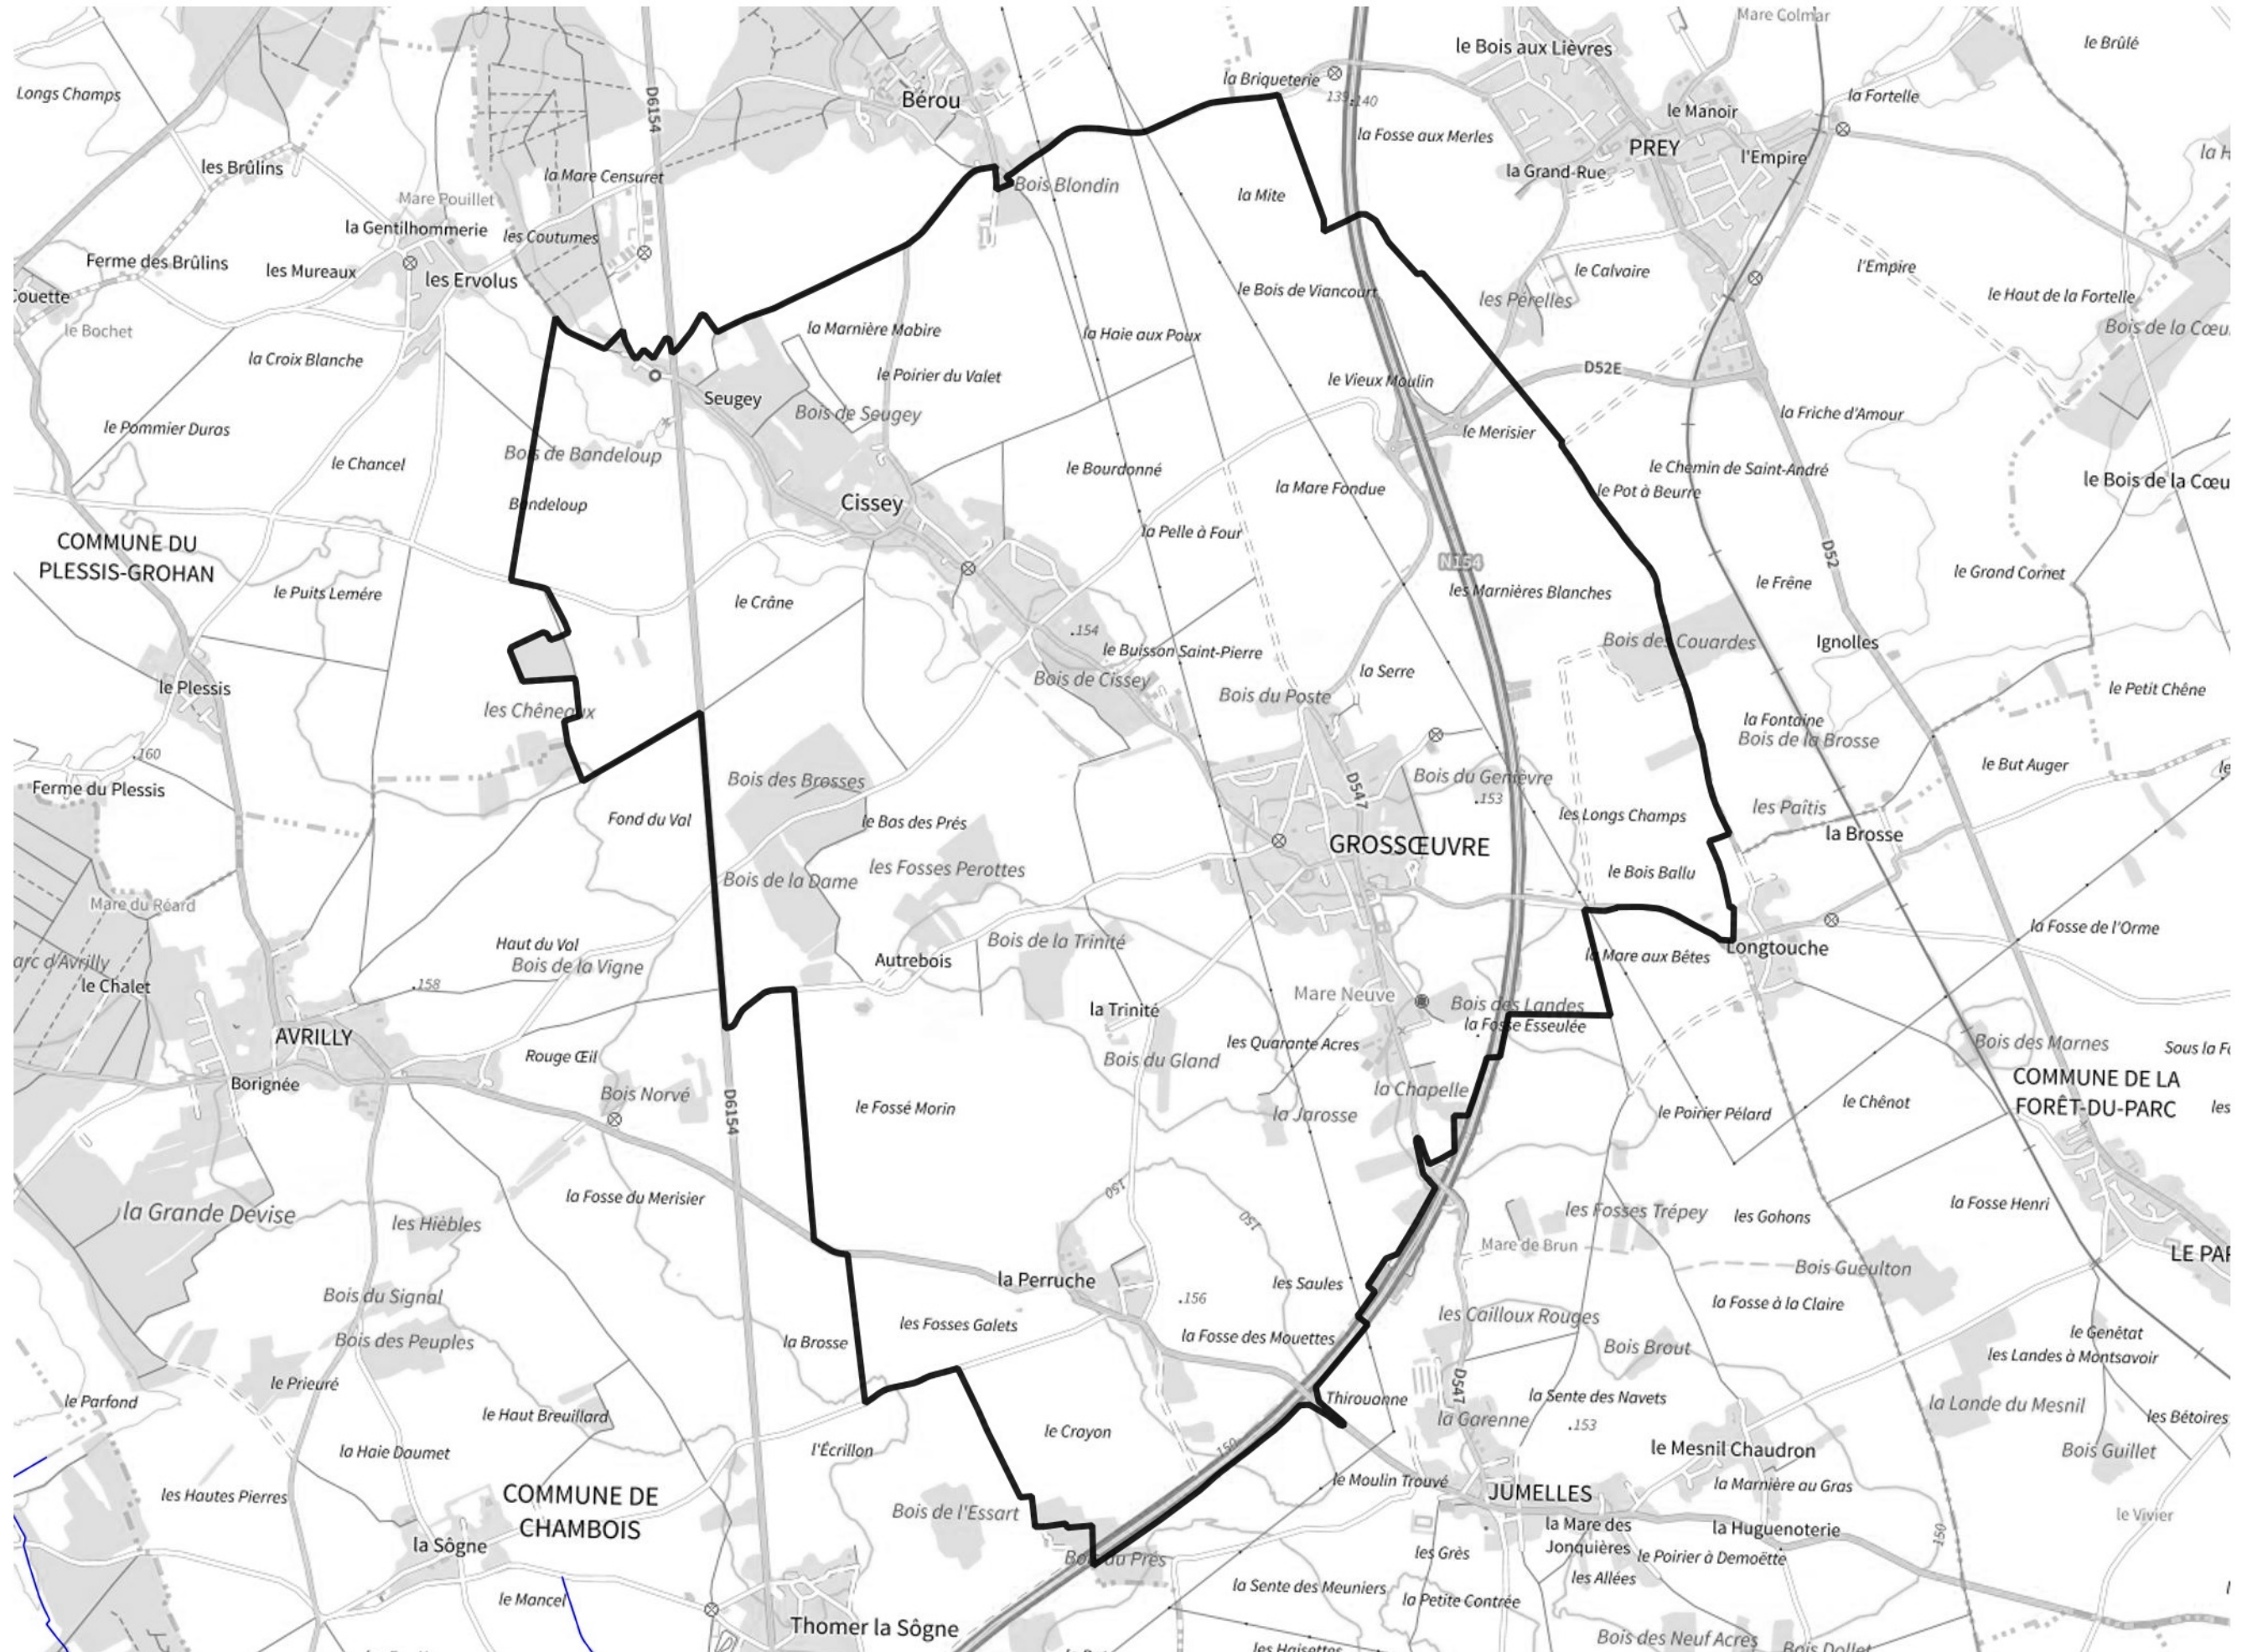 Mare Colmar
le Bois aux Lièvres
le Brûlé
la Briqueterie
Longs Champs
Bérou
D6154
139
140
le Manoir
la Fortelle
la Fosse aux Merles
PREY
l'Empire
les Brûlins
la Mare Censuret
la Grand-Rue
Bois Blondin
la Mite
Mare Pouillet
la Gentilhommerie
les Coutumes
Ferme des Brûlins
les Mureaux
les Ervolus
le Calvaire
l'Empire
le Bois de Viancourt
les Pérelles
le Haut de la Fortelle
le Bochet
la Marnière Mabire
la Haie aux Poux
la Croix Blanche
D52E
le Poirier du Valet
le Vieux Moulin
Seugey
Bois de Seugey
la Friche d'Amour
le Pommier Duras
le Merisier
Bois de Bandeloup
le Chancel
le Bourdonné
le Chemin de Saint-André
le Pot à Beurre
la Mare Fondue
Bandeloup
Cissey
la Pelle à Four
COMMUNE DU
PLESSIS-GROHAN
D52
N154
le Grand Cornet
le Frêne
le Puits Lemére
le Crâne
les Marnières Blanches
154
Bois des Couardes
Ignolles
le Buisson Saint-Pierre
la Serre
Bois de Cissey
le Plessis
Bois du Poste
le Petit Chêne
les Chêneaux
la Fontaine
Bois de la Brosse
160
le But Auger
Ferme du Plessis
Bois des Brosses
Bois du Genièvre
D547
153
les Paîtis
Fond du Val
le Bas des Prés
les Longs Champs
la Brosse
GROSSŒUVRE
les Fosses Perottes
le Bois Ballu
Bois de la Dame
Mare du Réard
la Fosse de l'Orme
Haut du Val
Bois de la Trinité
Longtouche
la Mare aux Bêtes
Autrebois
Bois de la Vigne
le Chalet
158
Mare Neuve
Bois des Landes
la Trinité
la Fosse Esseulée
AVRILLY
les Quarante Acres
Bois des Marnes
Rouge Œil
Bois du Gland
COMMUNE DE LA
FORÊT-DU-PARC
Borignée
Bois Norvé
la Chapelle
D6154
le Fossé Morin
la Jarosse
le Poirier Pélard
le Chênot
150
la Fosse du Merisier
150
la Fosse Henri
la Grande Devise
les Hièbles
les Fosses Trépey
les Gohons
Mare de Brun
Bois Gueulton
la Perruche
les Saules
Bois du Signal
156
la Fosse à la Claire
les Cailloux Rouges
les Fosses Galets
la Fosse des Mouettes
Bois des Peuples
la Brosse
le Genêtat
Bois Brout
les Landes à Montsavoir
le Prieuré
le Parfond
Thirouanne
D547
la Sente des Navets
la Lande du Mesnil
le Haut Breuillard
la Garenne
153
les Bétoires
le Crayon
la Haie Daumet
l'Écrillon
150
le Mesnil Chaudron
Bois Guillet
le Moulin Trouvé
la Marnière au Gras
les Hautes Pierres
COMMUNE DE
CHAMBOIS
JUMELLES
Bois de l'Essart
le Vivier
la Mare des
Jonquières
la Huguenoterie
150
la Sôgne
les Grès
le Poirier à Demoëtte
Bois du Prés
les Allées
la Sente des Meuniers
le Mancel
la Petite Contrée
Thomer la Sôgne
Bois des Neuf Acres